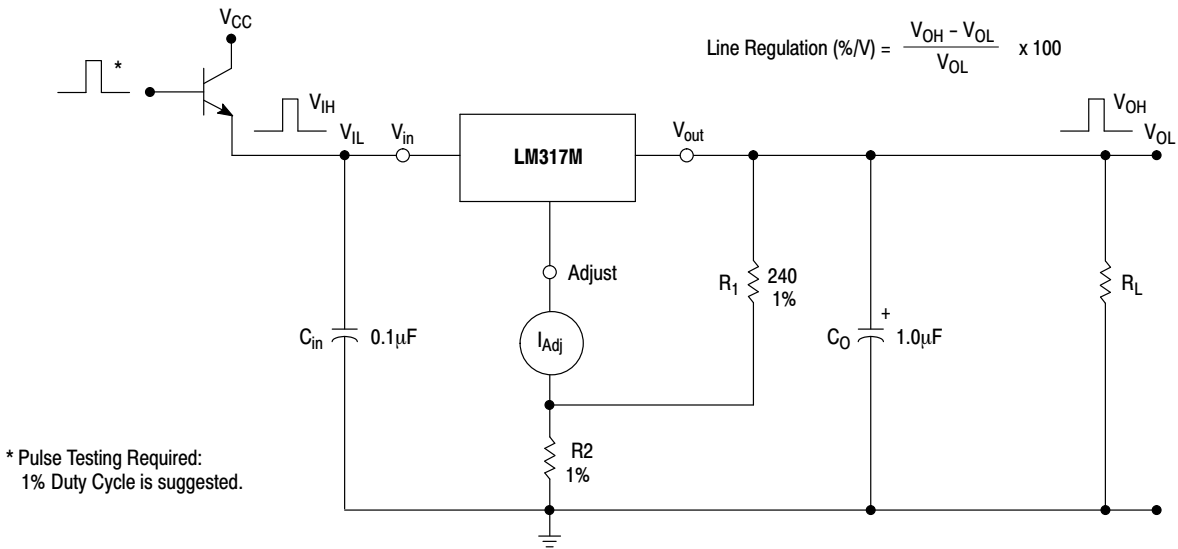 V_CC
Line Regulation (%/V) = (V_OH – V_OL) / V_OL x 100
*
V_IH
V_IL
V_in
LM317M
V_out
V_OH
V_OL
Adjust
R_1
240
1%
R_L
C_in
0.1μF
I_Adj
C_O
+
1.0μF
R2
1%
* Pulse Testing Required:
1% Duty Cycle is suggested.